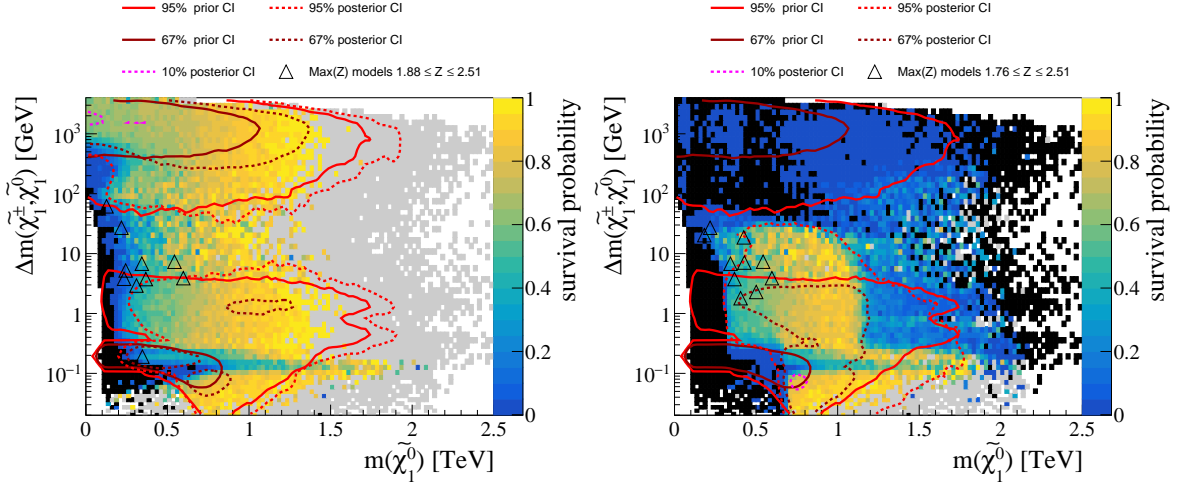 95% prior CI
95% posterior CI
67% prior CI
67% posterior CI
10% posterior CI
Max(Z) models 1.88 ≤ Z ≤ 2.51
Δm(χ̃₁±,χ̃₁⁰) [GeV]
10³
10²
10
1
10⁻¹
0 0.5 1 1.5 2 2.5
m(χ̃₁⁰) [TeV]
1
0.8
0.6
0.4
0.2
0
survival probability
95% prior CI
95% posterior CI
67% prior CI
67% posterior CI
10% posterior CI
Max(Z) models 1.76 ≤ Z ≤ 2.51
Δm(χ̃₁±,χ̃₁⁰) [GeV]
10³
10²
10
1
10⁻¹
0 0.5 1 1.5 2 2.5
m(χ̃₁⁰) [TeV]
1
0.8
0.6
0.4
0.2
0
survival probability